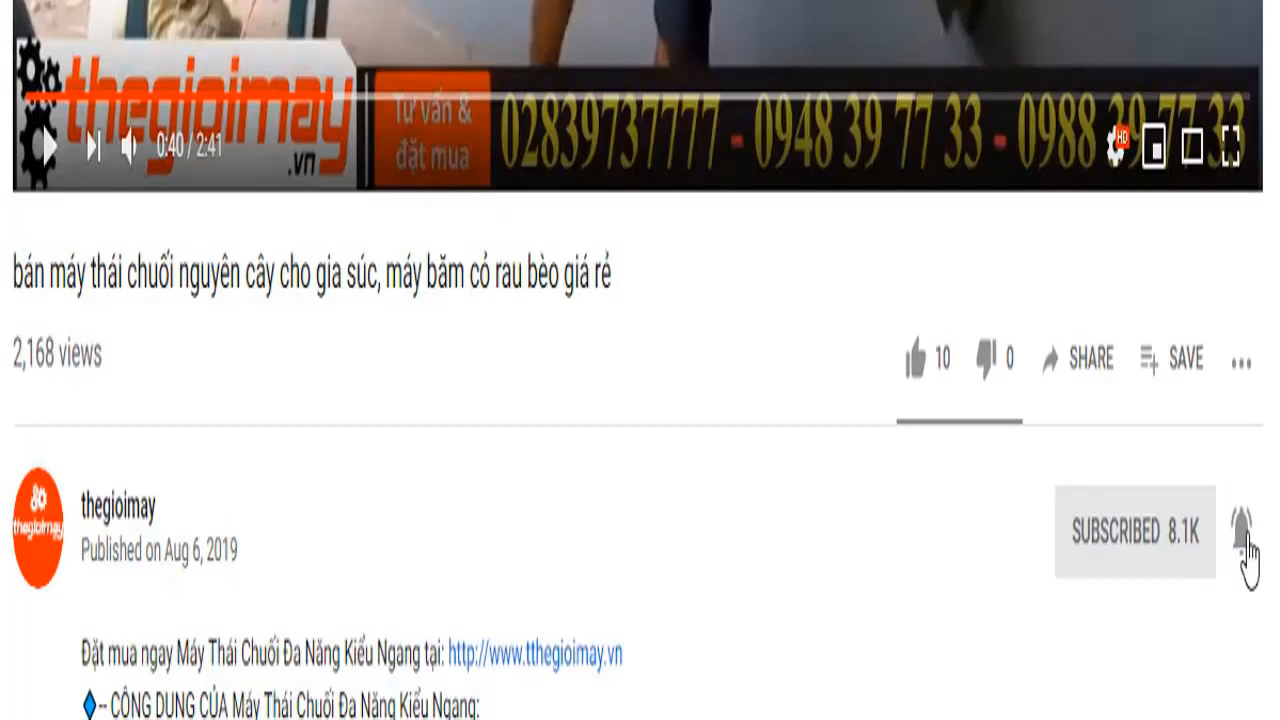 thegioimay
.vn
Tư vấn &
đặt mua
02839737777 - 0948 39 77 33 - 0988 39 77 33
HD
0:40 / 2:41
bán máy thái chuối nguyên cây cho gia súc, máy băm cỏ rau bèo giá rẻ
2,168 views
10 0 SHARE SAVE
thegioimay
thegioimay
Published on Aug 6, 2019
SUBSCRIBED 8.1K
Đặt mua ngay Máy Thái Chuối Đa Năng Kiểu Ngang tại: http://www.tthegioimay.vn
-- CÔNG DỤNG CỦA Máy Thái Chuối Đa Năng Kiểu Ngang: